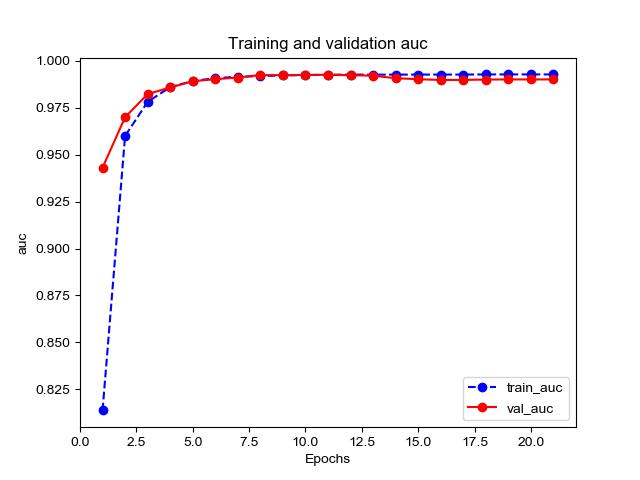 Training and validation auc
1.000
0.975
0.950
0.925
0.900
0.875
0.850
0.825
auc
0.0 2.5 5.0 7.5 10.0 12.5 15.0 17.5 20.0
Epochs
train_auc
val_auc